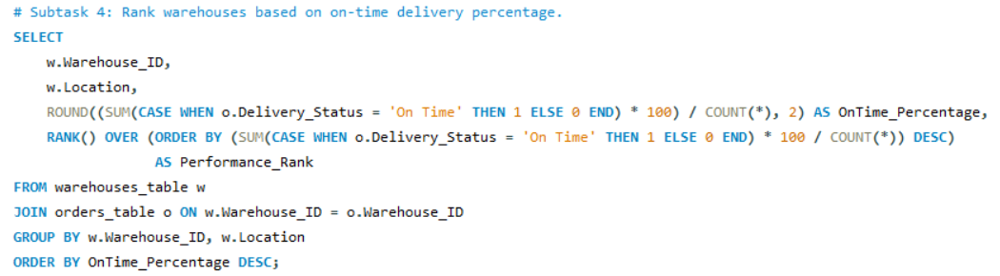 # Subtask 4: Rank warehouses based on on-time delivery percentage.
SELECT
w.Warehouse_ID,
w.Location,
ROUND((SUM(CASE WHEN o.Delivery_Status = 'On Time' THEN 1 ELSE 0 END) * 100) / COUNT(*), 2) AS OnTime_Percentage,
RANK() OVER (ORDER BY (SUM(CASE WHEN o.Delivery_Status = 'On Time' THEN 1 ELSE 0 END) * 100 / COUNT(*)) DESC)
AS Performance_Rank
FROM warehouses_table w
JOIN orders_table o ON w.Warehouse_ID = o.Warehouse_ID
GROUP BY w.Warehouse_ID, w.Location
ORDER BY OnTime_Percentage DESC;